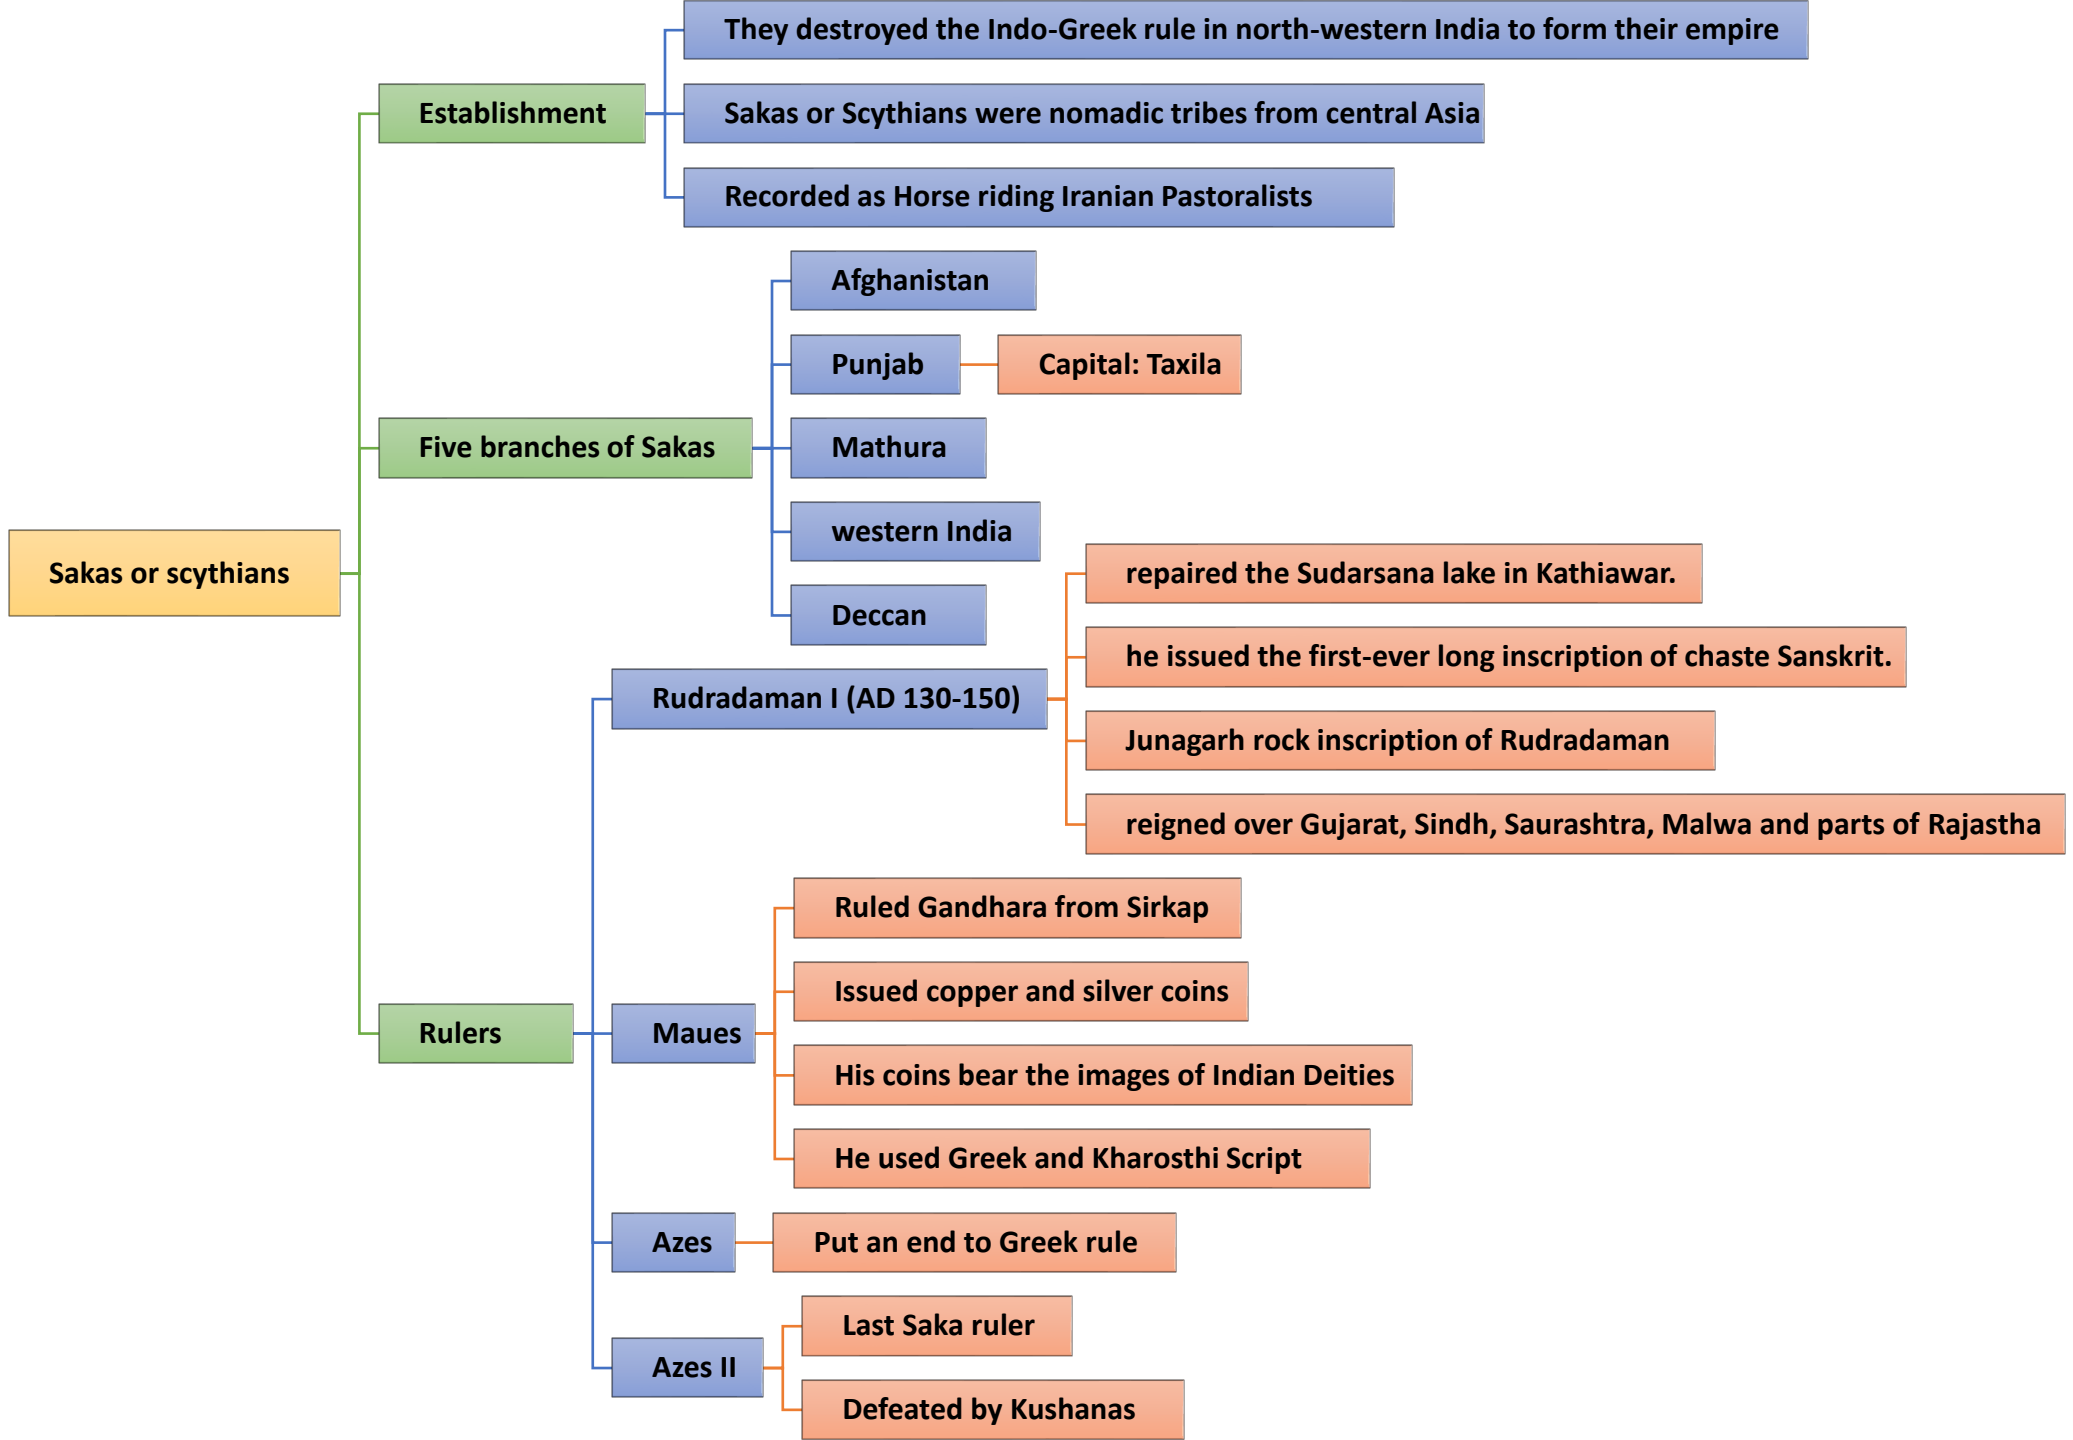 They destroyed the Indo-Greek rule in north-western India to form their empire
Establishment
Sakas or Scythians were nomadic tribes from central Asia
Recorded as Horse riding Iranian Pastoralists
Afghanistan
Punjab
Capital: Taxila
Five branches of Sakas
Mathura
western India
Deccan
Sakas or scythians
repaired the Sudarsana lake in Kathiawar.
he issued the first-ever long inscription of chaste Sanskrit.
Rudradaman I (AD 130-150)
Junagarh rock inscription of Rudradaman
reigned over Gujarat, Sindh, Saurashtra, Malwa and parts of Rajastha
Ruled Gandhara from Sirkap
Issued copper and silver coins
Rulers
Maues
His coins bear the images of Indian Deities
He used Greek and Kharosthi Script
Azes
Put an end to Greek rule
Last Saka ruler
Azes II
Defeated by Kushanas